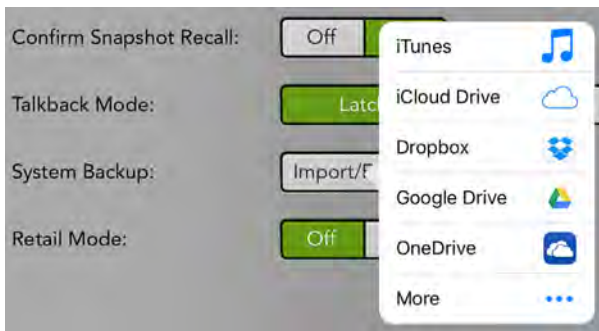 Confirm Snapshot Recall: Off
Talkback Mode:
System Backup:
Retail Mode: Off
iTunes
iCloud Drive
Dropbox
Google Drive
OneDrive
More